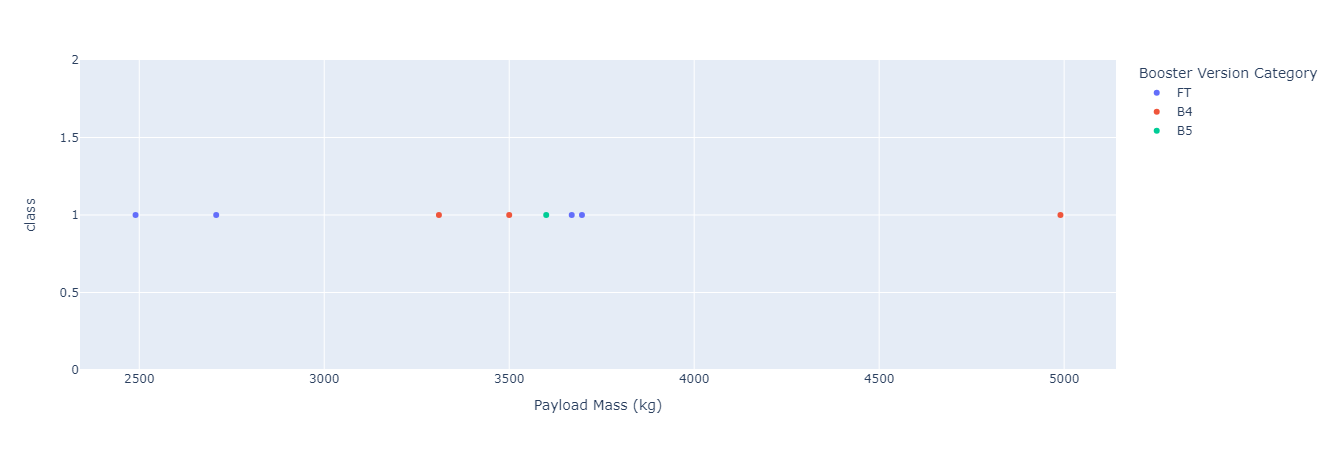 Booster Version Category
FT
B4
B5
2
1.5
1
0.5
0
class
2500 3000 3500 4000 4500 5000
Payload Mass (kg)